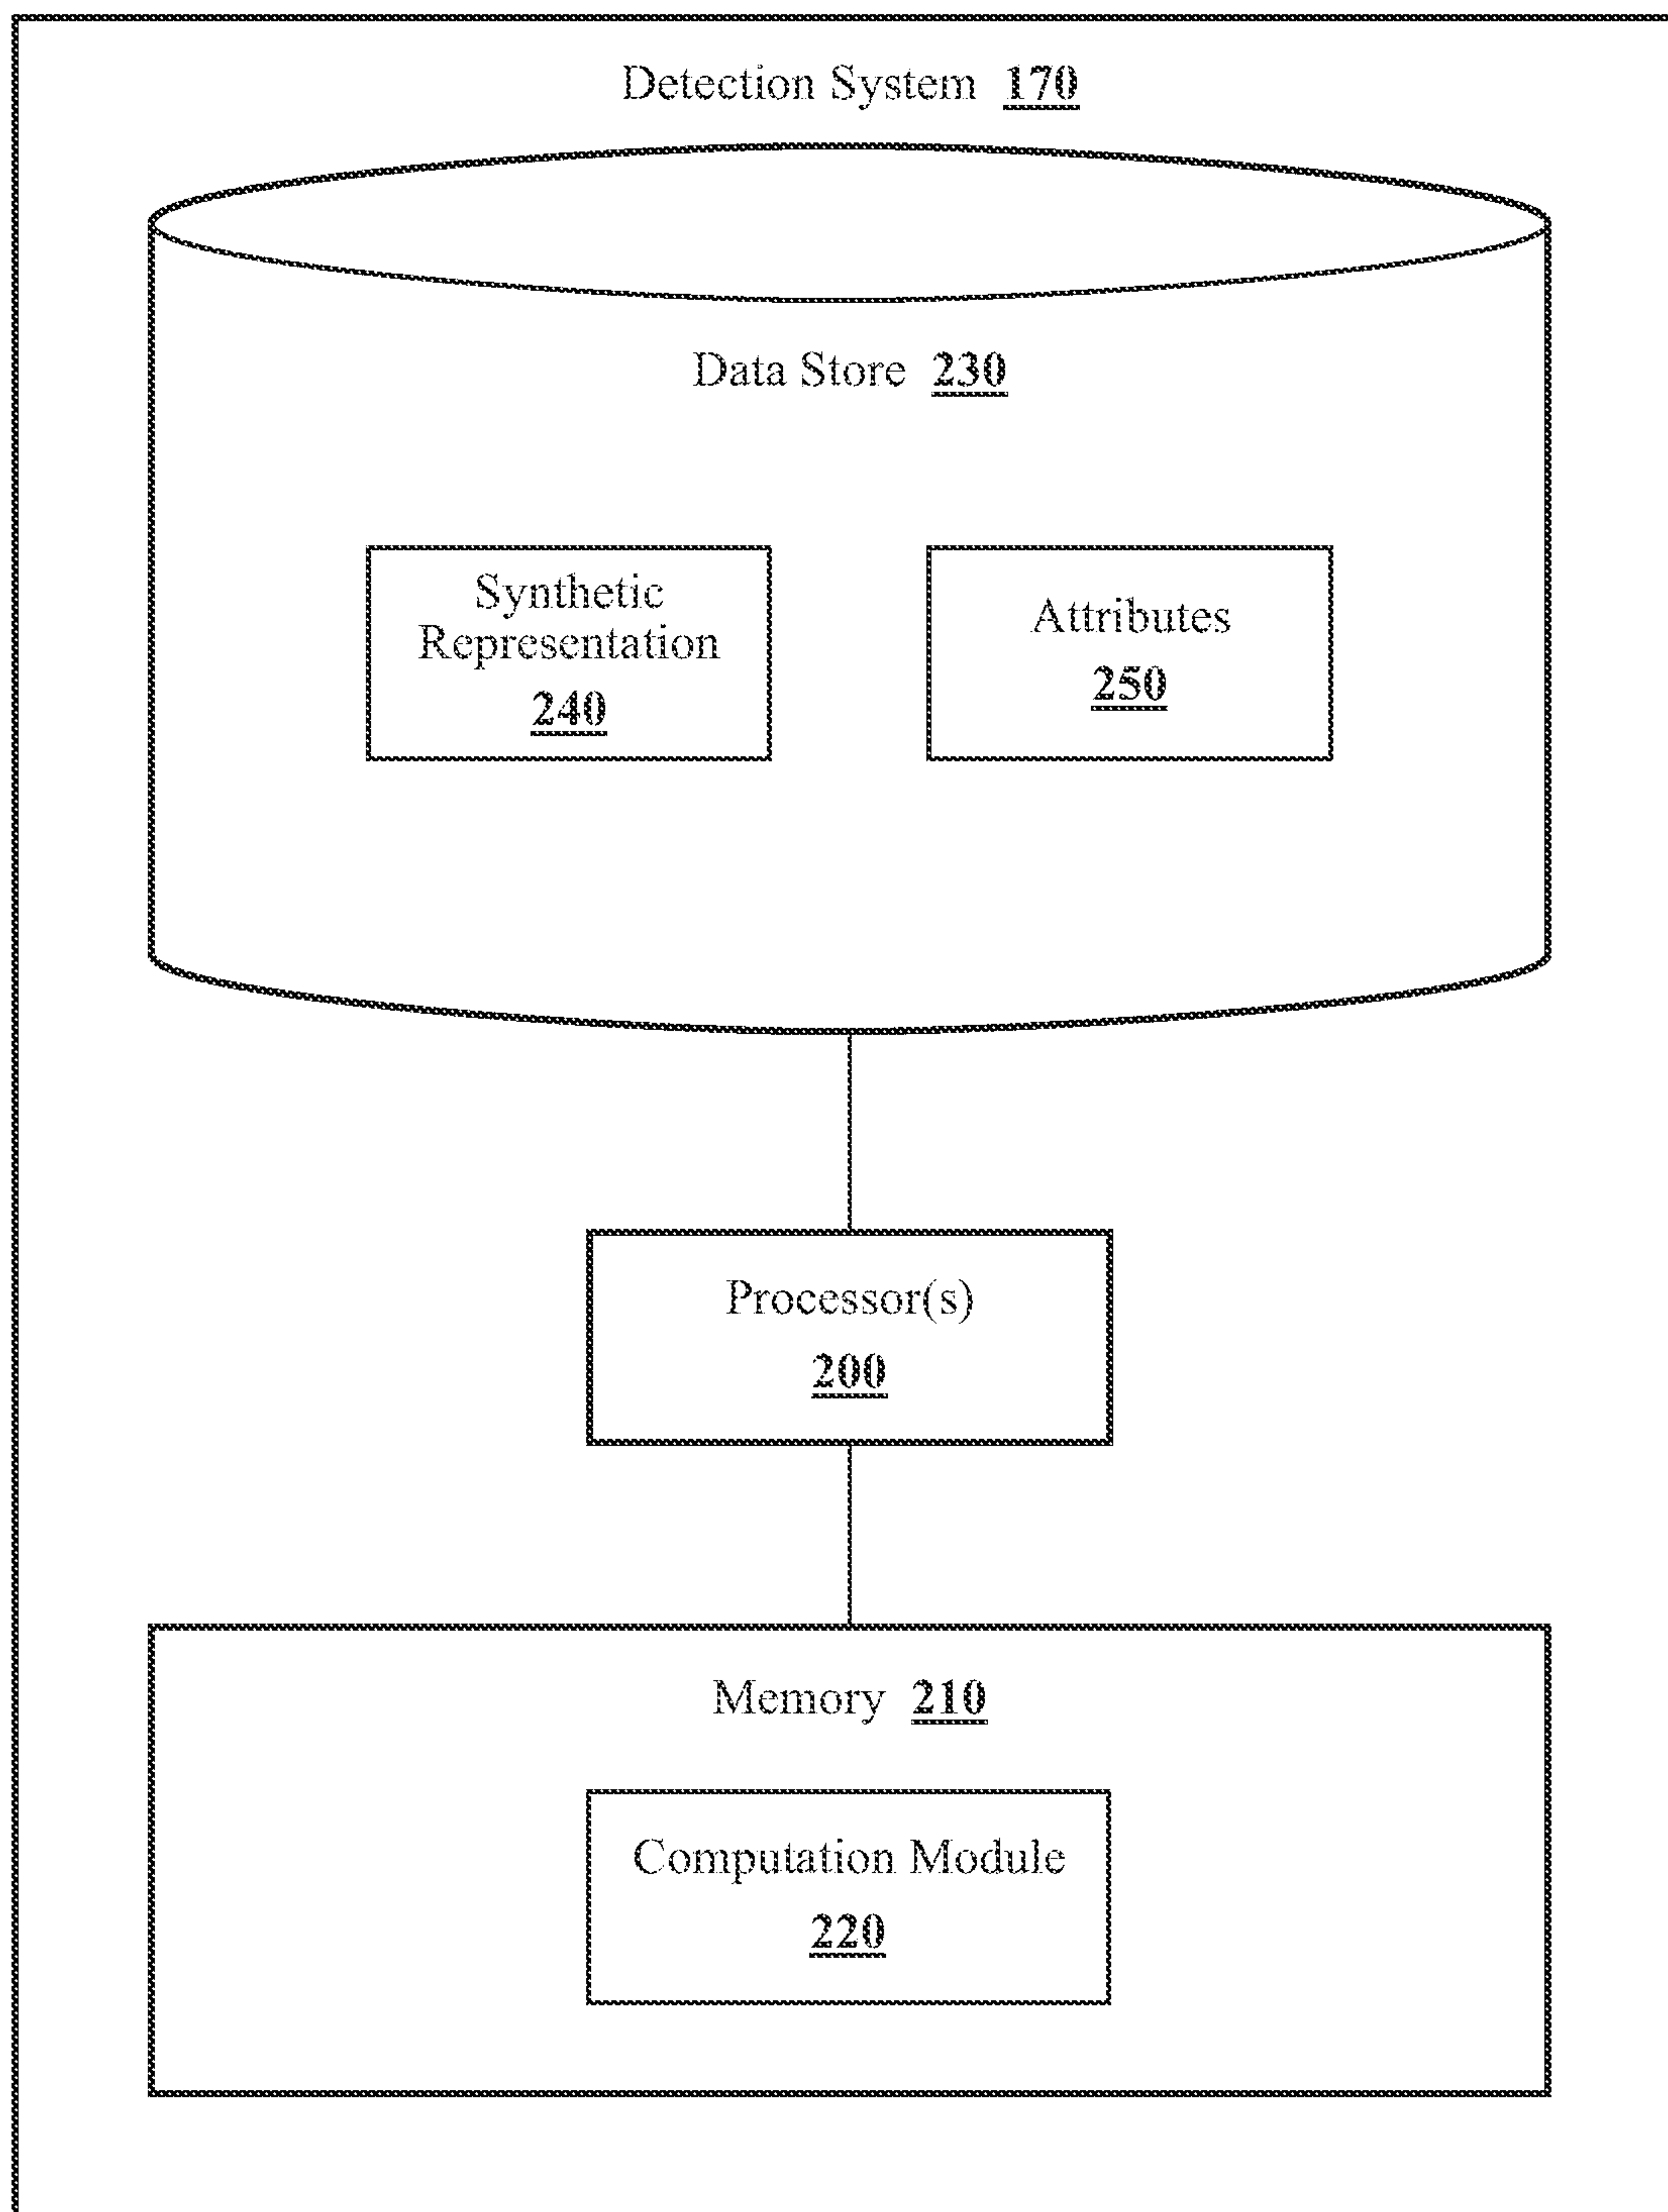 Detection System 170
Data Store 230
Synthetic
Representation
240
Attributes
250
Processor(s)
200
Memory 210
Computation Module
220